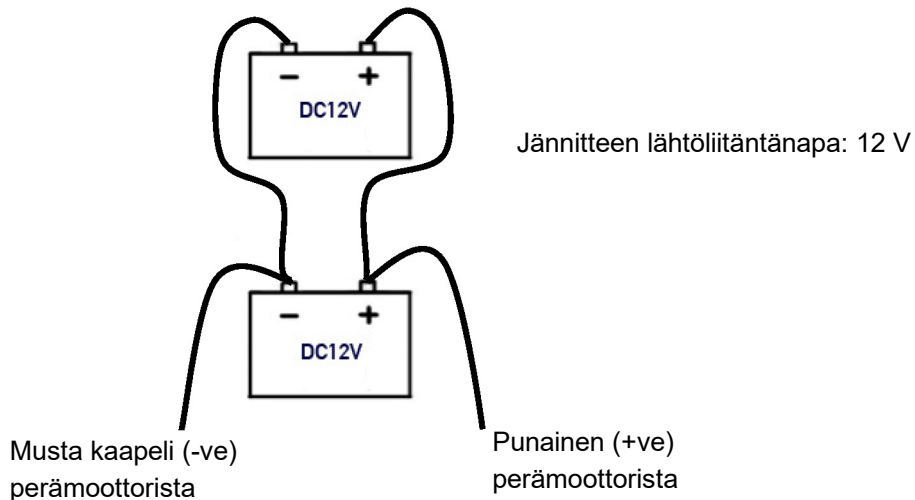 − +
DC12V
Jännitteen lähtöliitäntänapa: 12 V
− +
DC12V
Musta kaapeli (-ve)
perämoottorista
Punainen (+ve)
perämoottorista